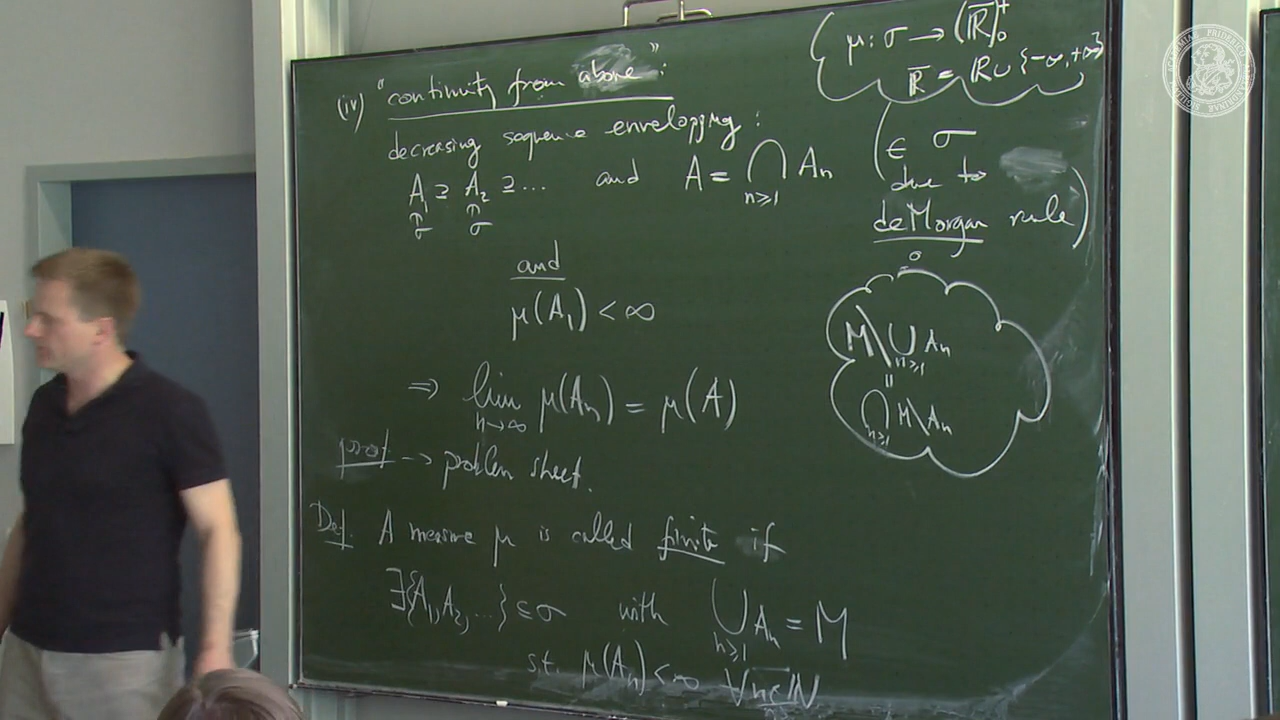 (iv) "continuity from above":
decreasing sequence envelopping:
A₁ ⊇ A₂ ⊇ ... and A = ⋂ Aₙ
n≥1
σ σ
and
μ(A₁) < ∞
⇒ lim μ(Aₙ) = μ(A)
n→∞
proof → problem sheet.
Def. A measure μ is called finite if
∃{A₁,A₂,...} ⊆ σ with ⋃ Aₙ = M
n≥1
s.t. μ(Aₙ) < ∞ ∀n∈ℕ
μ: σ → (ℝ̅)₀⁺
ℝ̅ = ℝ ∪ {-∞,+∞}
(∈ σ
due to
deMorgan rule)
M\⋃ Aₙ
n≥1
=
⋂ M\Aₙ
n≥1